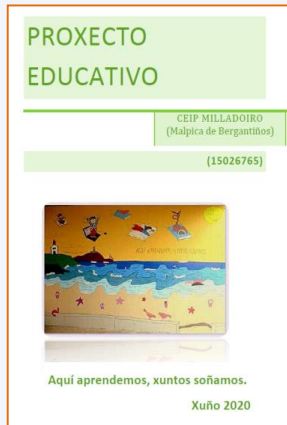 PROXECTO
EDUCATIVO
CEIP MILLADOIRO
(Malpica de Bergantiños)
(15026765)
Aquí aprendemos, xuntos soñamos.
Xuño 2020